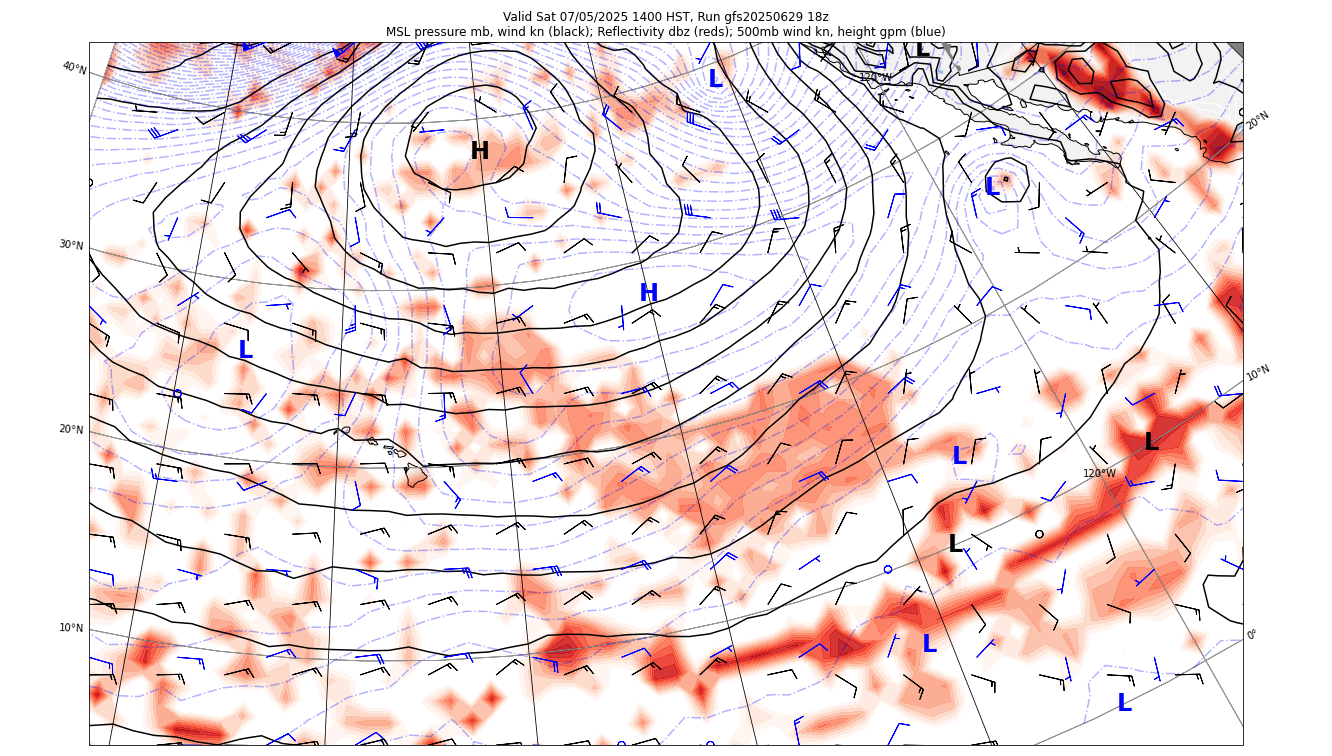 Valid Sat 07/05/2025 1400 HST, Run gfs20250629 18z
MSL pressure mb, wind kn (black); Reflectivity dbz (reds); 500mb wind kn, height gpm (blue)
L
40°N
120°W
L
20°N
H
L
30°N
H
L
10°N
20°N
L
L
120°W
L
10°N
0°
L
L